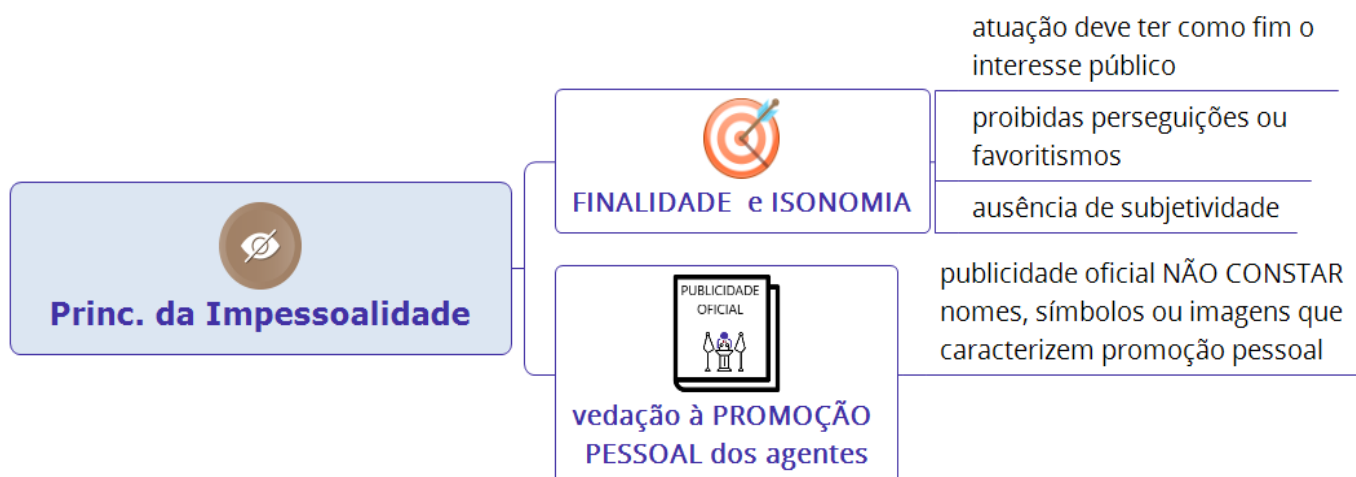 Princ. da Impessoalidade
FINALIDADE e ISONOMIA
atuação deve ter como fim o
interesse público
proibidas perseguições ou
favoritismos
ausência de subjetividade
PUBLICIDADE
OFICIAL
vedação à PROMOÇÃO
PESSOAL dos agentes
publicidade oficial NÃO CONSTAR
nomes, símbolos ou imagens que
caracterizem promoção pessoal